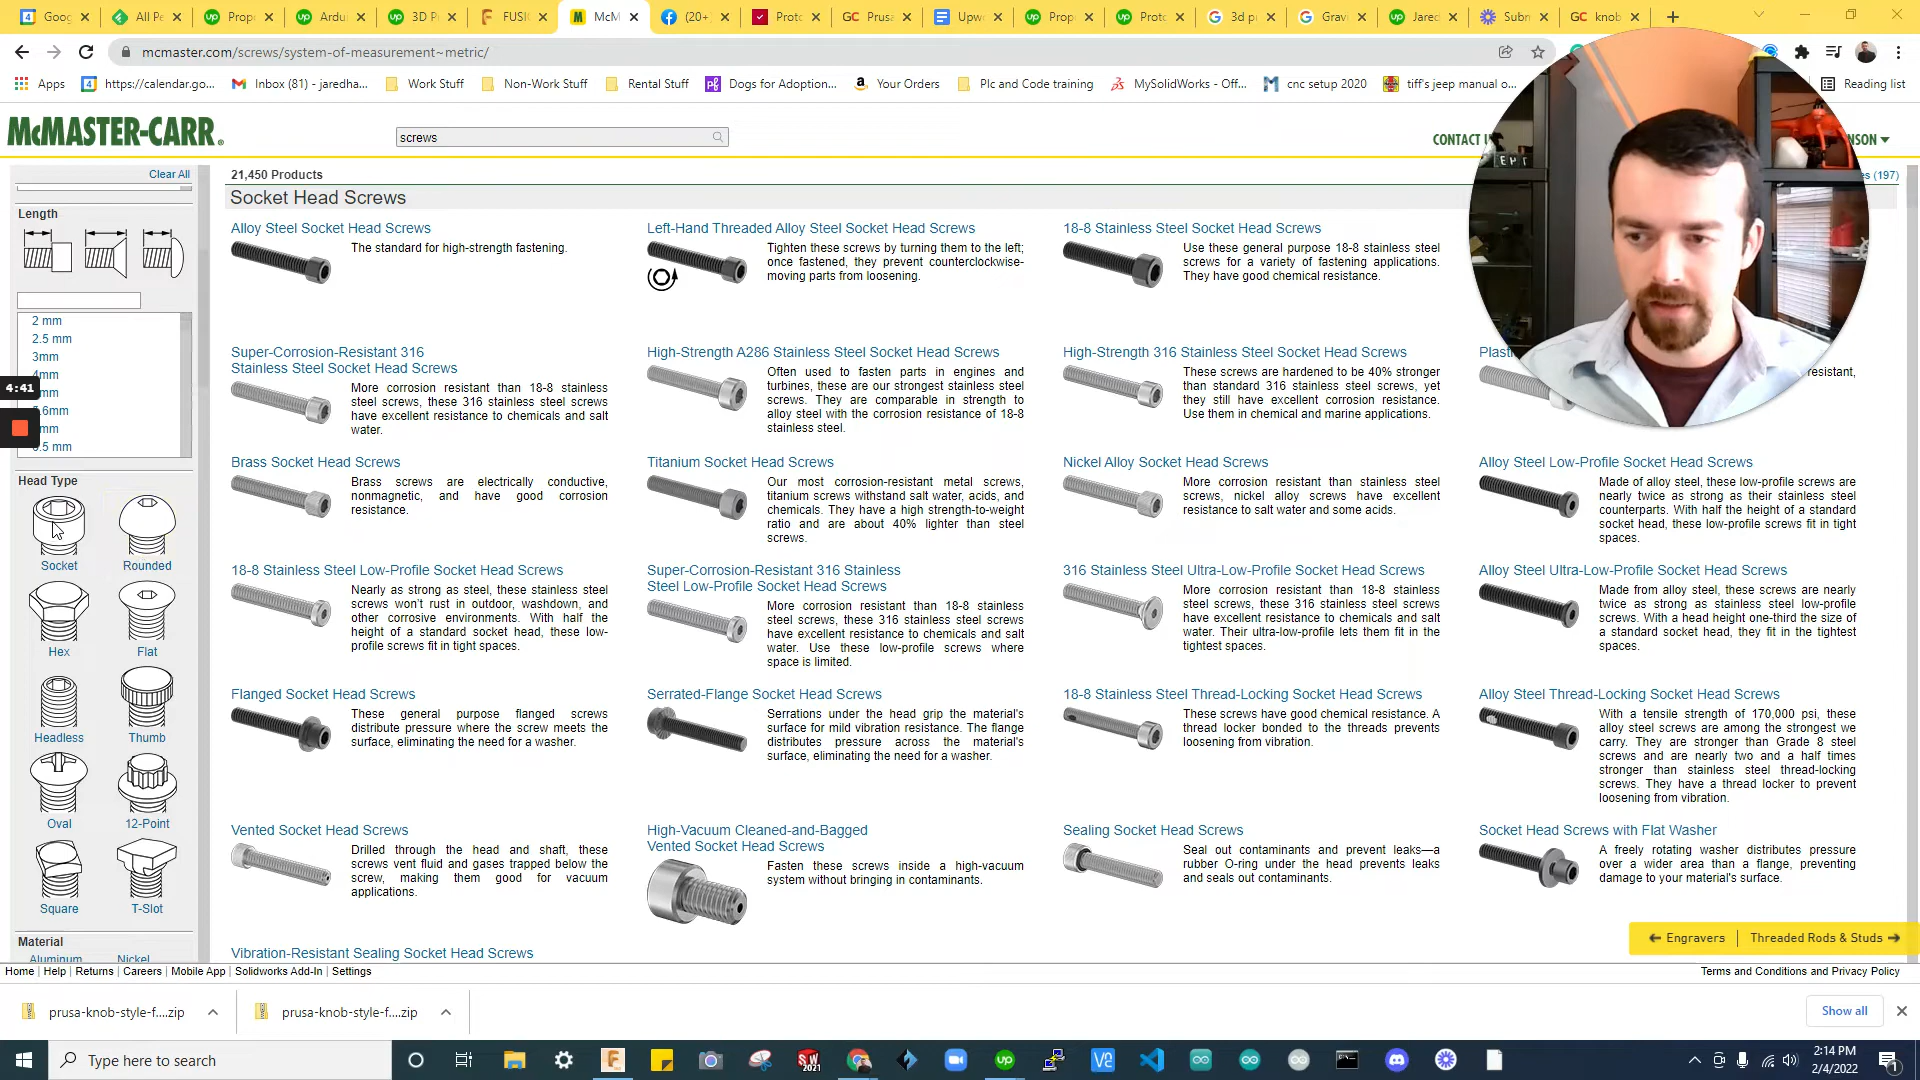 Goog
All Pe
Propo
Ardui
3D Pr
FUSIC
McM
(20+
Proto
Prusa
Upwo
Propo
Proto
3d pr
Gravi
Jared
Subm
knob
mcmaster.com/screws/system-of-measurement~metric/
Apps
https://calendar.go...
Inbox (81) - jaredha...
Work Stuff
Non-Work Stuff
Rental Stuff
Dogs for Adoption...
Your Orders
Plc and Code training
MySolidWorks - Off...
cnc setup 2020
tiff's jeep manual o...
Reading list
McMASTER-CARR.
screws
CONTACT
NSON
Clear All
21,450 Products
(197)
Socket Head Screws
Length
2 mm
2.5 mm
3mm
4mm
mm
.6mm
mm
6.5 mm
4:41
Alloy Steel Socket Head Screws
The standard for high-strength fastening.
Left-Hand Threaded Alloy Steel Socket Head Screws
Tighten these screws by turning them to the left;
once fastened, they prevent counterclockwise-
moving parts from loosening.
18-8 Stainless Steel Socket Head Screws
Use these general purpose 18-8 stainless steel
screws for a variety of fastening applications.
They have good chemical resistance.
Super-Corrosion-Resistant 316
Stainless Steel Socket Head Screws
More corrosion resistant than 18-8 stainless
steel screws, these 316 stainless steel screws
have excellent resistance to chemicals and salt
water.
High-Strength A286 Stainless Steel Socket Head Screws
Often used to fasten parts in engines and
turbines, these are our strongest stainless steel
screws. They are comparable in strength to
alloy steel with the corrosion resistance of 18-8
stainless steel.
High-Strength 316 Stainless Steel Socket Head Screws
These screws are hardened to be 40% stronger
than standard 316 stainless steel screws, yet
they still have excellent corrosion resistance.
Use them in chemical and marine applications.
Plasti
resistant,
Brass Socket Head Screws
Brass screws are electrically conductive,
nonmagnetic, and have good corrosion
resistance.
Titanium Socket Head Screws
Our most corrosion-resistant metal screws,
titanium screws withstand salt water, acids, and
chemicals. They have a high strength-to-weight
ratio and are about 40% lighter than steel
screws.
Nickel Alloy Socket Head Screws
More corrosion resistant than stainless
steel screws, nickel alloy screws have excellent
resistance to salt water and some acids.
Alloy Steel Low-Profile Socket Head Screws
Made of alloy steel, these low-profile screws are
nearly twice as strong as their stainless steel
counterparts. With half the height of a standard
socket head, these low-profile screws fit in tight
spaces.
Head Type
Socket
Rounded
Hex
Flat
Headless
Thumb
Oval
12-Point
Square
T-Slot
Material
Aluminum
Nickel
18-8 Stainless Steel Low-Profile Socket Head Screws
Nearly as strong as steel, these stainless steel
screws won't rust in outdoor, washdown, and
other corrosive environments. With half the
height of a standard socket head, these low-
profile screws fit in tight spaces.
Super-Corrosion-Resistant 316 Stainless
Steel Low-Profile Socket Head Screws
More corrosion resistant than 18-8 stainless
steel screws, these 316 stainless steel screws
have excellent resistance to chemicals and salt
water. Use these low-profile screws where
space is limited.
316 Stainless Steel Ultra-Low-Profile Socket Head Screws
More corrosion resistant than 18-8 stainless
steel screws, these 316 stainless steel screws
have excellent resistance to chemicals and salt
water. Their ultra-low-profile lets them fit in the
tightest spaces.
Alloy Steel Ultra-Low-Profile Socket Head Screws
Made from alloy steel, these screws are nearly
twice as strong as stainless steel low-profile
screws. With a head height one-third the size of
a standard socket head, they fit in the tightest
spaces.
Flanged Socket Head Screws
These general purpose flanged screws
distribute pressure where the screw meets the
surface, eliminating the need for a washer.
Serrated-Flange Socket Head Screws
Serrations under the head grip the material's
surface for mild vibration resistance. The flange
distributes pressure across the material's
surface, eliminating the need for a washer.
18-8 Stainless Steel Thread-Locking Socket Head Screws
These screws have good chemical resistance. A
thread locker bonded to the threads prevents
loosening from vibration.
Alloy Steel Thread-Locking Socket Head Screws
With a tensile strength of 170,000 psi, these
alloy steel screws are among the strongest we
carry. They are stronger than Grade 8 steel
screws and are nearly two and a half times
stronger than stainless steel thread-locking
screws. They have a thread locker to prevent
loosening from vibration.
Vented Socket Head Screws
Drilled through the head and shaft, these
screws vent fluid and gases trapped below the
screw, making them good for vacuum
applications.
High-Vacuum Cleaned-and-Bagged
Vented Socket Head Screws
Fasten these screws inside a high-vacuum
system without bringing in contaminants.
Sealing Socket Head Screws
Seal out contaminants and prevent leaks—a
rubber O-ring under the head prevents leaks
and seals out contaminants.
Socket Head Screws with Flat Washer
A freely rotating washer distributes pressure
over a wider area than a flange, preventing
damage to your material's surface.
Engravers
Threaded Rods & Studs
Vibration-Resistant Sealing Socket Head Screws
Home | Help | Returns | Careers | Mobile App | Solidworks Add-In | Settings
Terms and Conditions and Privacy Policy
prusa-knob-style-f....zip
prusa-knob-style-f....zip
Show all
Type here to search
2:14 PM
2/4/2022